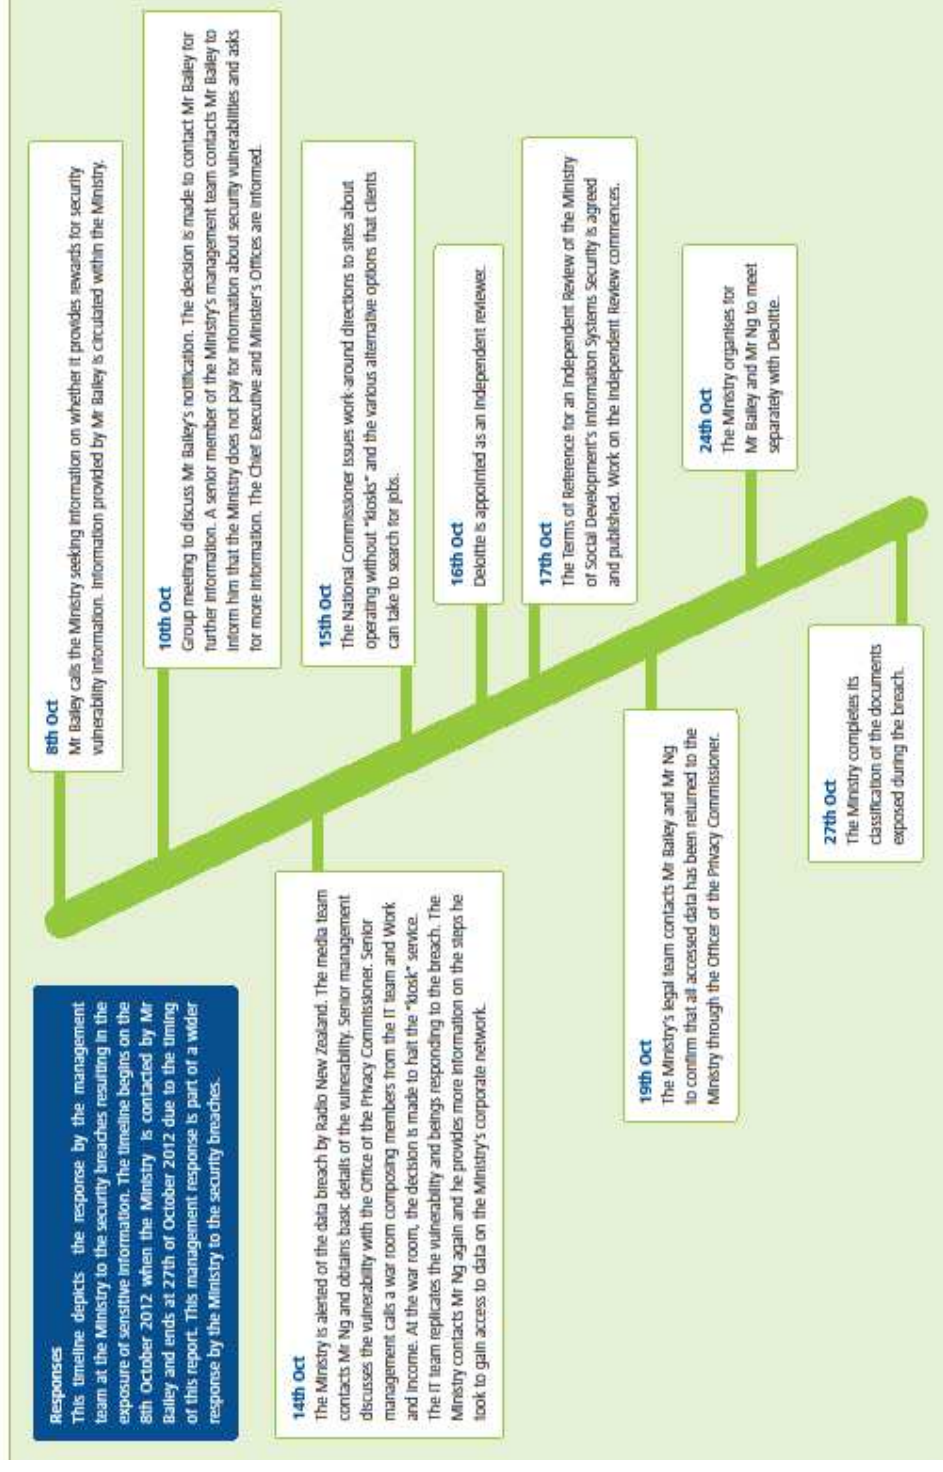 Responses
This timeline depicts the response by the management
team at the Ministry to the security breaches resulting in the
exposure of sensitive information. The timeline begins on the
8th October 2012 when the Ministry is contacted by Mr
Bailey and ends at 27th of October 2012 due to the timing
of this report. This management response is part of a wider
response by the Ministry to the security breaches.
8th Oct
Mr Bailey calls the Ministry seeking information on whether it provides rewards for security
vulnerability information. Information provided by Mr Bailey is circulated within the Ministry.
10th Oct
Group meeting to discuss Mr Bailey's notification. The decision is made to contact Mr Bailey for
further information. A senior member of the Ministry's management team contacts Mr Bailey to
inform him that the Ministry does not pay for information about security vulnerabilities and asks
for more information. The Chief Executive and Minister's Offices are informed.
14th Oct
The Ministry is alerted of the data breach by Radio New Zealand. The media team
contacts Mr Ng and obtains basic details of the vulnerability. Senior management
discusses the vulnerability with the Office of the Privacy Commissioner. Senior
management calls a war room composing members from the IT team and Work
and Income. At the war room, the decision is made to halt the "kiosk" service.
The IT team replicates the vulnerability and beings responding to the breach. The
Ministry contacts Mr Ng again and he provides more information on the steps he
took to gain access to data on the Ministry's corporate network.
15th Oct
The National Commissioner issues work-around directions to sites about
operating without "kiosks" and the various alternative options that clients
can take to search for jobs.
16th Oct
Deloitte is appointed as an independent reviewer.
17th Oct
The Terms of Reference for an Independent Review of the Ministry
of Social Development's Information Systems Security is agreed
and published. Work on the Independent Review commences.
19th Oct
The Ministry's legal team contacts Mr Bailey and Mr Ng
to confirm that all accessed data has been returned to the
Ministry through the Officer of the Privacy Commissioner.
24th Oct
The Ministry organises for
Mr Bailey and Mr Ng to meet
separately with Deloitte.
27th Oct
The Ministry completes its
classification of the documents
exposed during the breach.